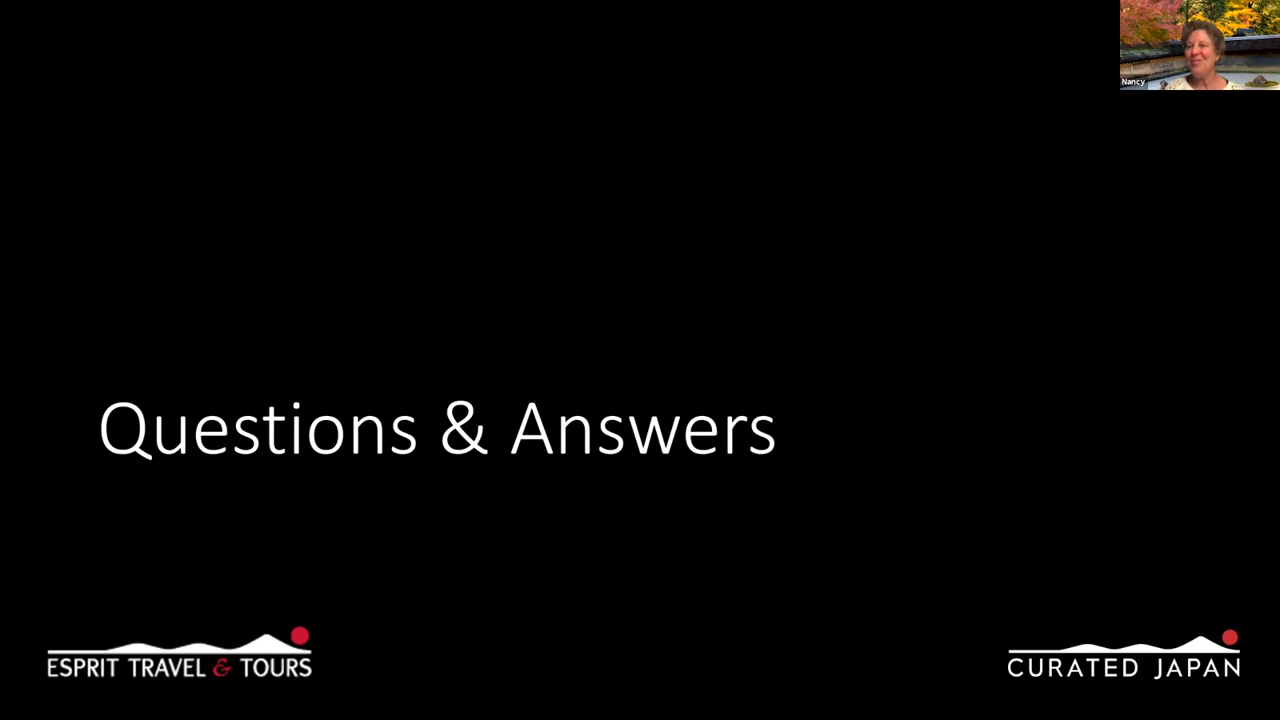 Nancy
Questions & Answers
ESPRIT TRAVEL & TOURS
CURATED JAPAN